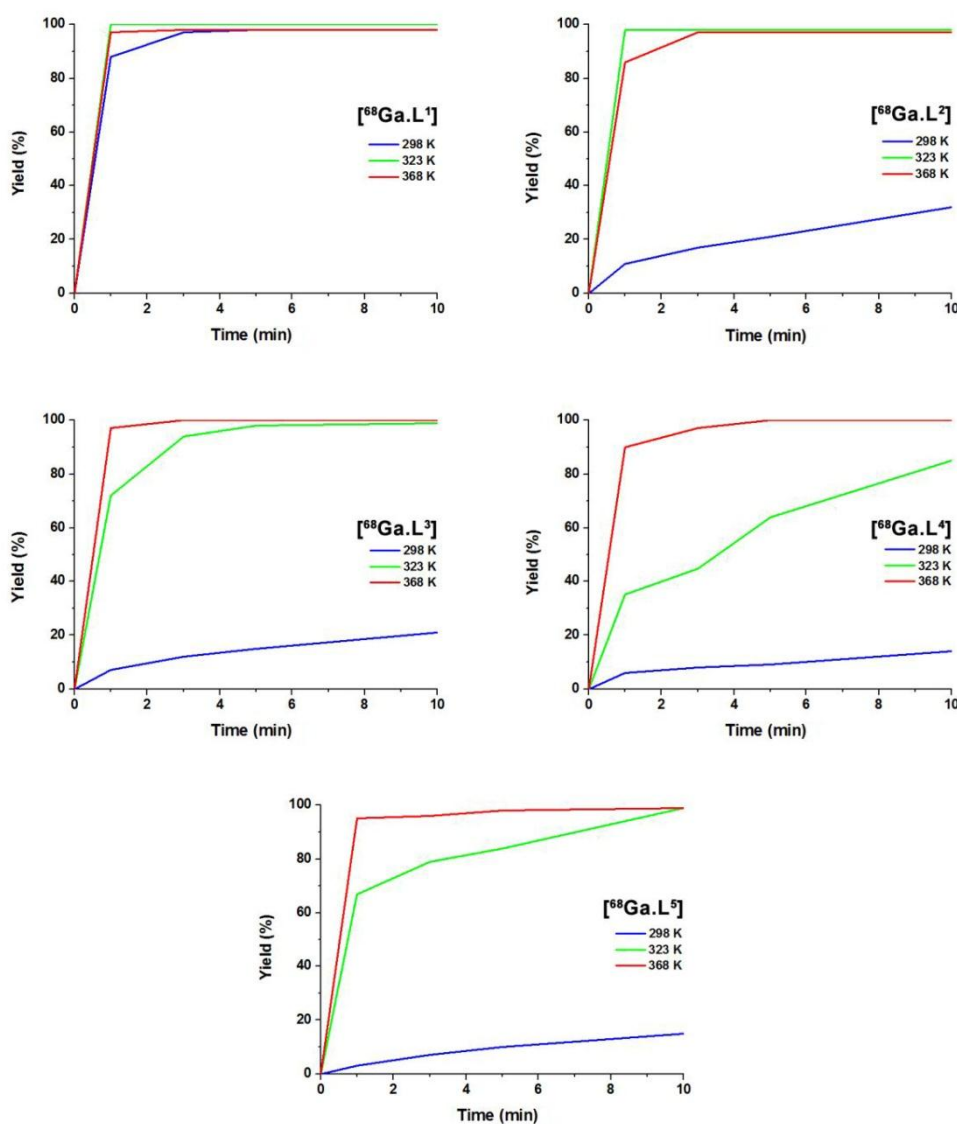 100
80
60
40
20
0
Yield (%)
[⁶⁸Ga.L¹]
298 K
323 K
368 K
0 2 4 6 8 10
Time (min)
100
80
60
40
20
0
Yield (%)
[⁶⁸Ga.L²]
298 K
323 K
368 K
0 2 4 6 8 10
Time (min)
100
80
60
40
20
0
Yield (%)
[⁶⁸Ga.L³]
298 K
323 K
368 K
0 2 4 6 8 10
Time (min)
100
80
60
40
20
0
Yield (%)
[⁶⁸Ga.L⁴]
298 K
323 K
368 K
0 2 4 6 8 10
Time (min)
100
80
60
40
20
0
Yield (%)
[⁶⁸Ga.L⁵]
298 K
323 K
368 K
0 2 4 6 8 10
Time (min)